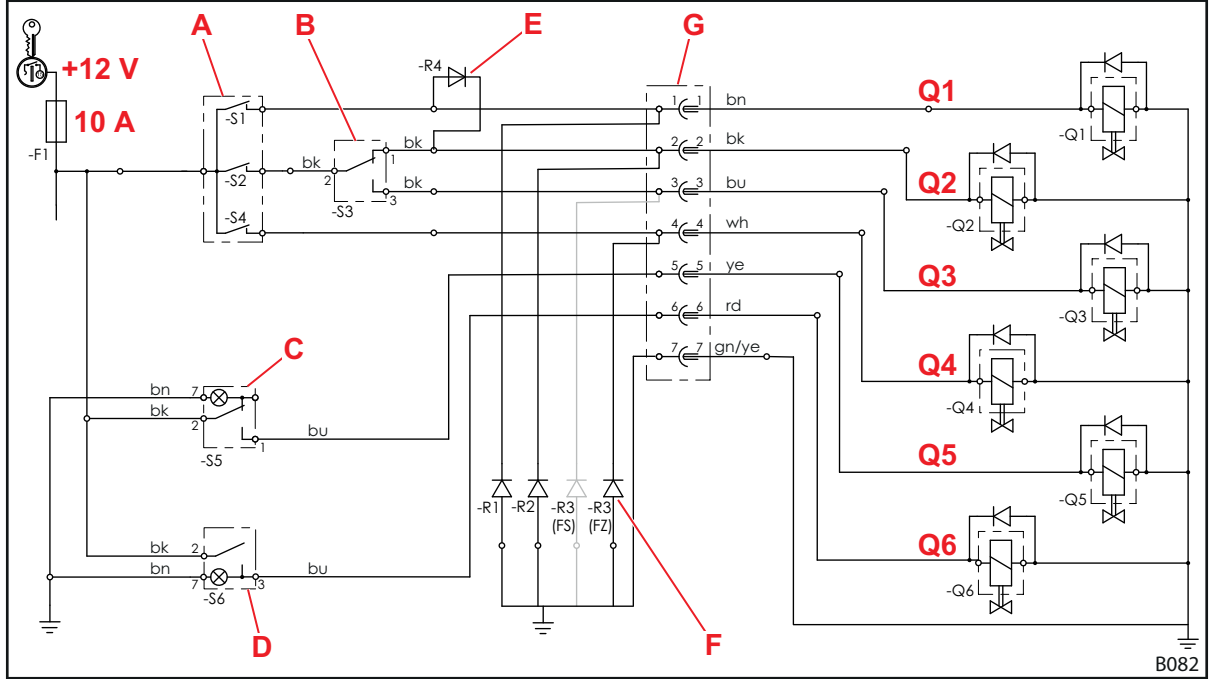 A
B
E
G
+12 V
10 A
-F1
-R4
-S1
-S2
-S4
bk
2
bk
1
bk
3
-S3
1 1 bn
2 2 bk
3 3 bu
4 4 wh
5 5 ye
6 6 rd
7 7 gn/ye
Q1
-Q1
Q2
-Q2
Q3
-Q3
Q4
-Q4
Q5
-Q5
Q6
-Q6
C
bn 7
bk
2
bu
1
-S5
-R1
-R2
-R3
(FS)
-R3
(FZ)
bk 2
bn
7
bu
3
-S6
D
F
B082